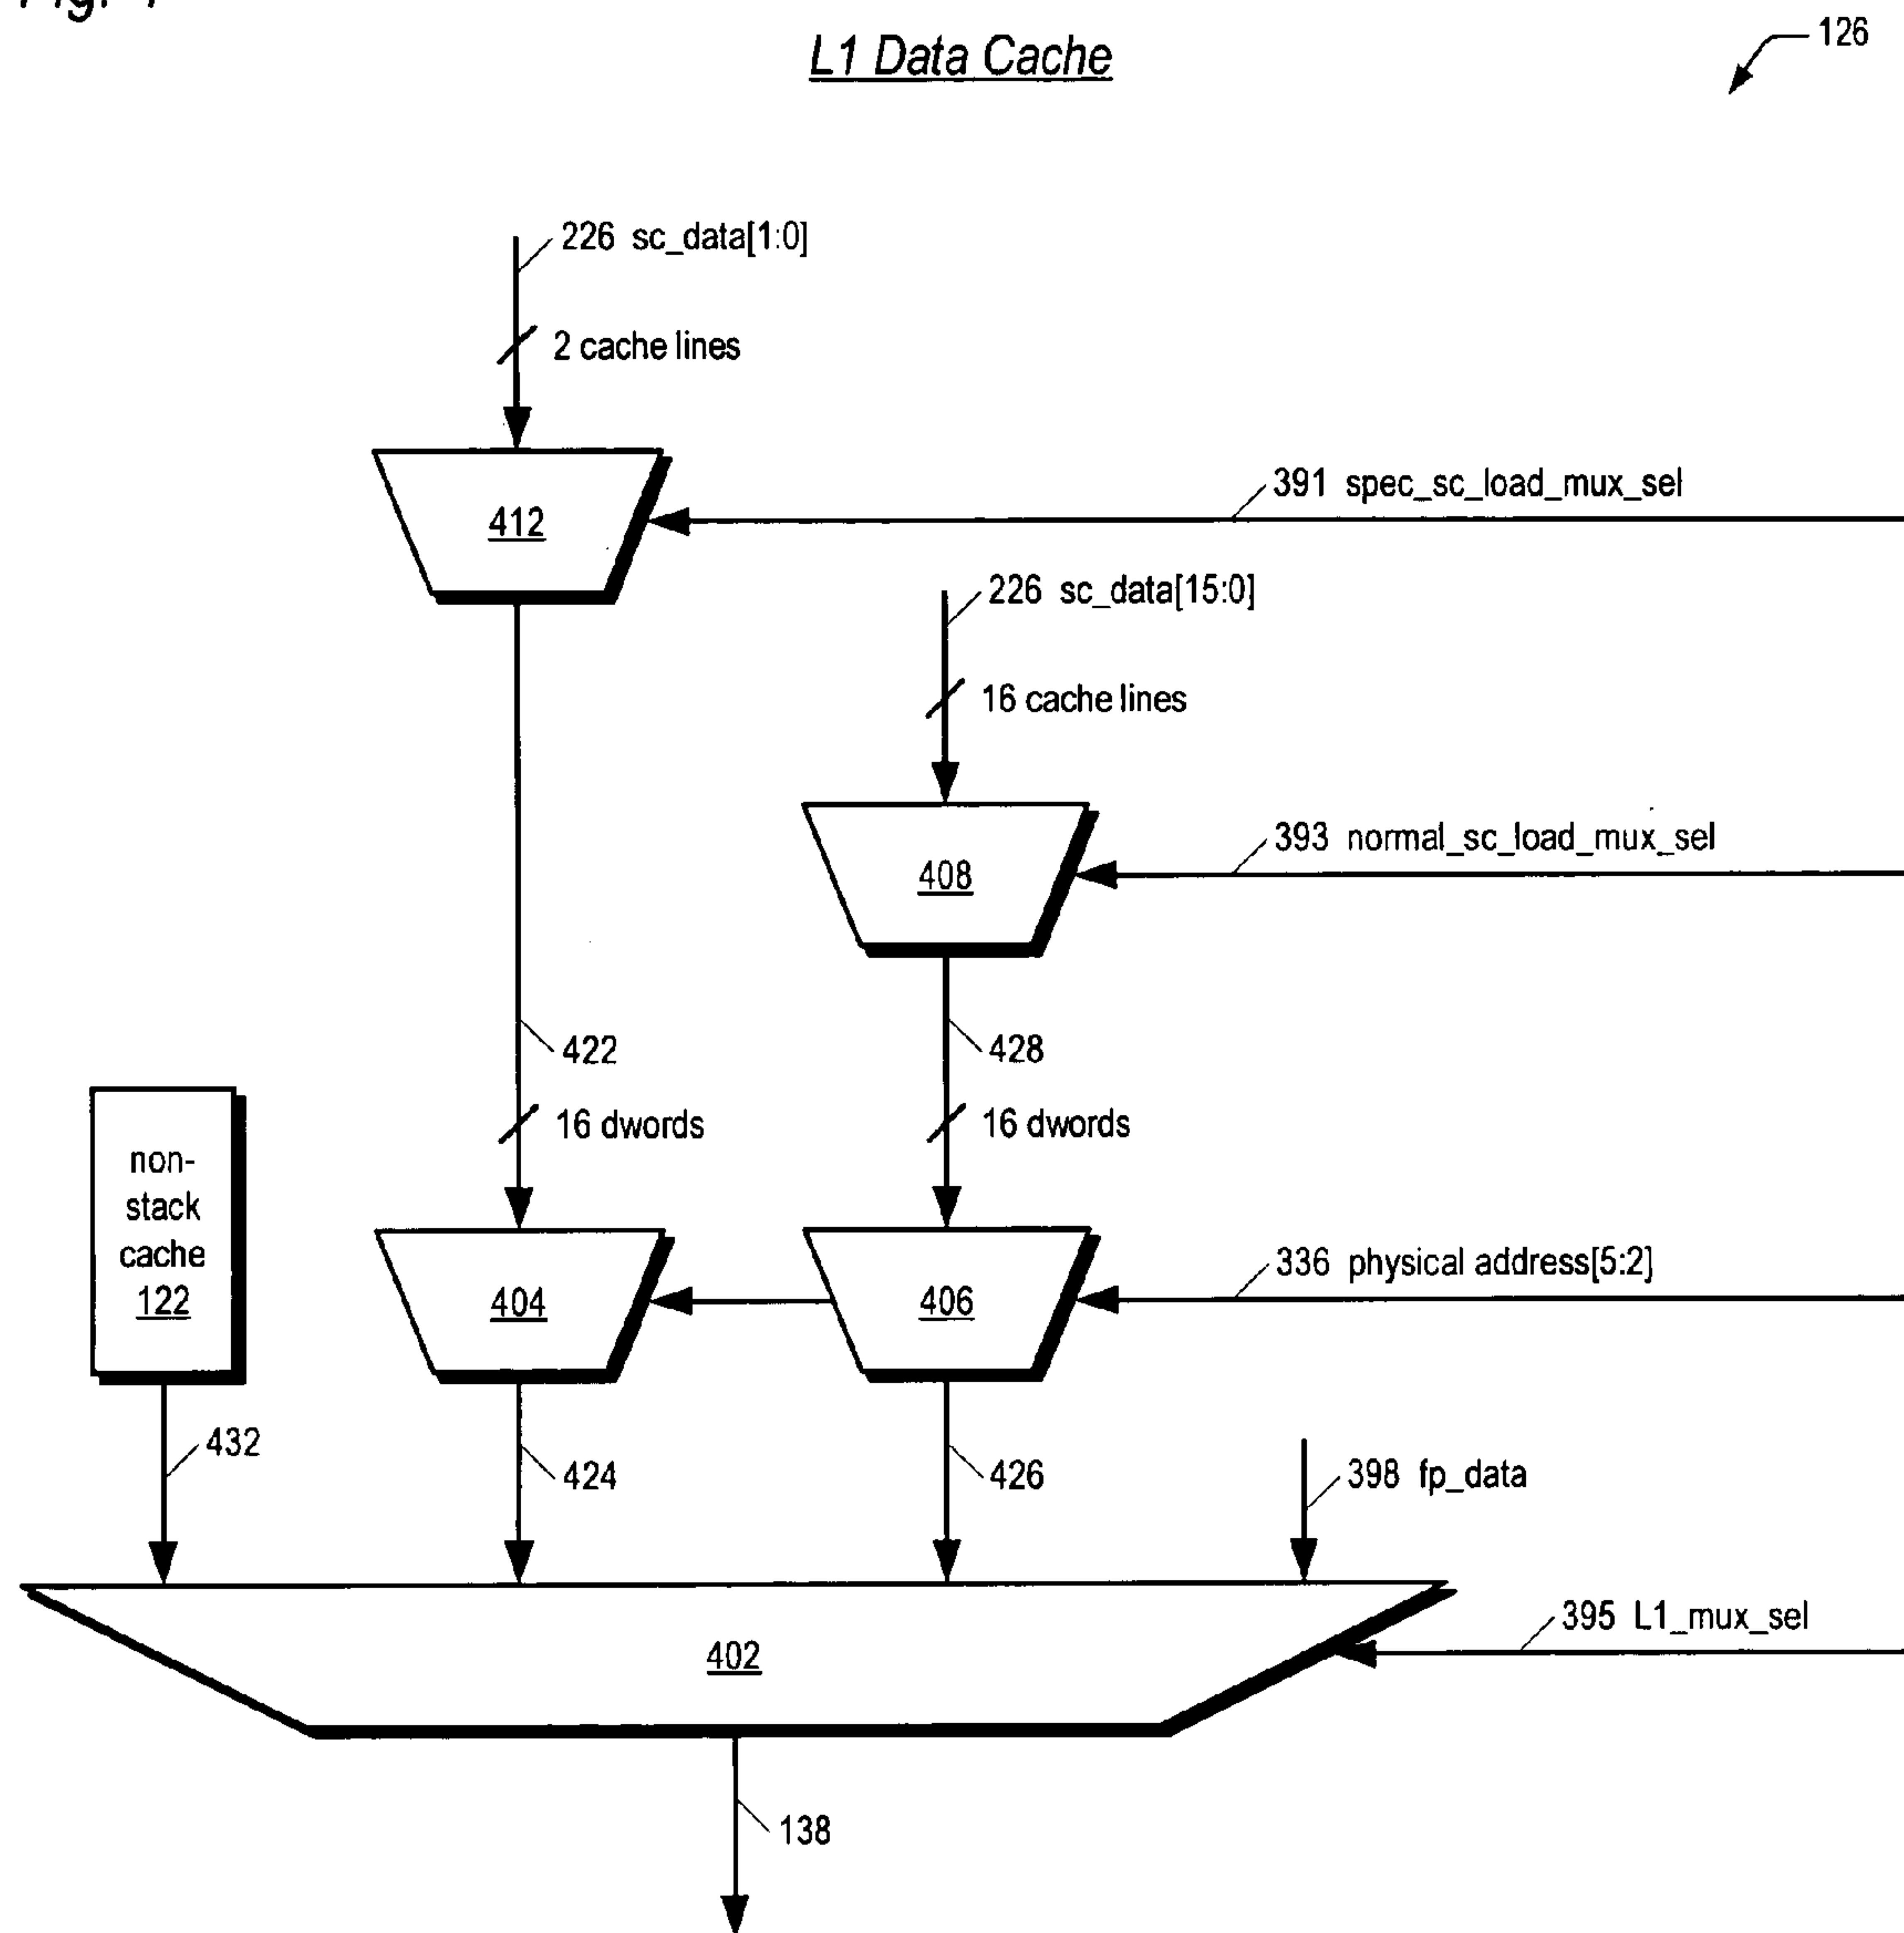 L1 Data Cache
126
226 sc_data[1:0]
2 cache lines
391 spec_sc_load_mux_sel
412
226 sc_data[15:0]
16 cache lines
393 normal_sc_load_mux_sel
408
422
428
16 dwords
16 dwords
non-
stack
cache
122
336 physical address[5:2]
404
406
432
424
426
398 fp_data
395 L1_mux_sel
402
138